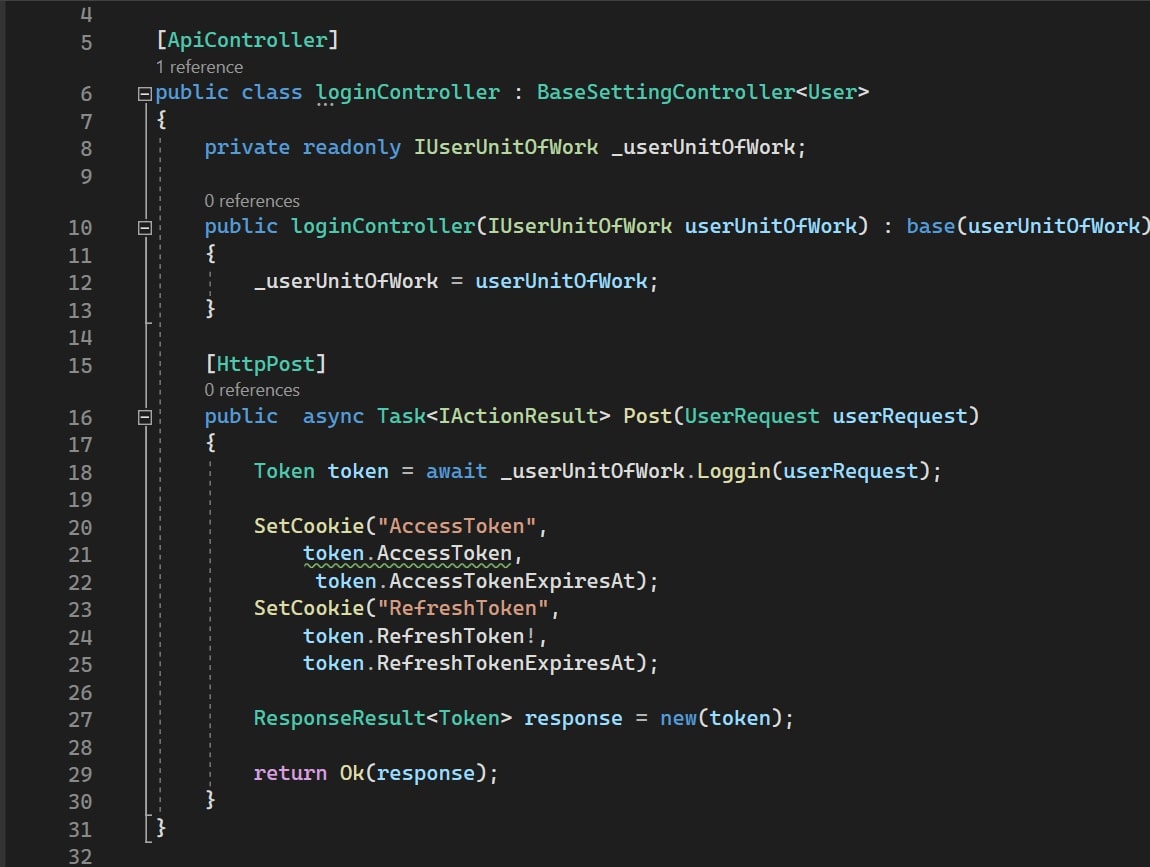 4
5 [ApiController]
1 reference
6 public class loginController : BaseSettingController<User>
7 {
8 private readonly IUserUnitOfWork _userUnitOfWork;
9
0 references
10 public loginController(IUserUnitOfWork userUnitOfWork) : base(userUnitOfWork)
11 {
12 _userUnitOfWork = userUnitOfWork;
13 }
14
15 [HttpPost]
0 references
16 public  async Task<IActionResult> Post(UserRequest userRequest)
17 {
18 Token token = await _userUnitOfWork.Loggin(userRequest);
19
20 SetCookie("AccessToken",
21 token.AccessToken,
22 token.AccessTokenExpiresAt);
23 SetCookie("RefreshToken",
24 token.RefreshToken!,
25 token.RefreshTokenExpiresAt);
26
27 ResponseResult<Token> response = new(token);
28
29 return Ok(response);
30 }
31 }
32